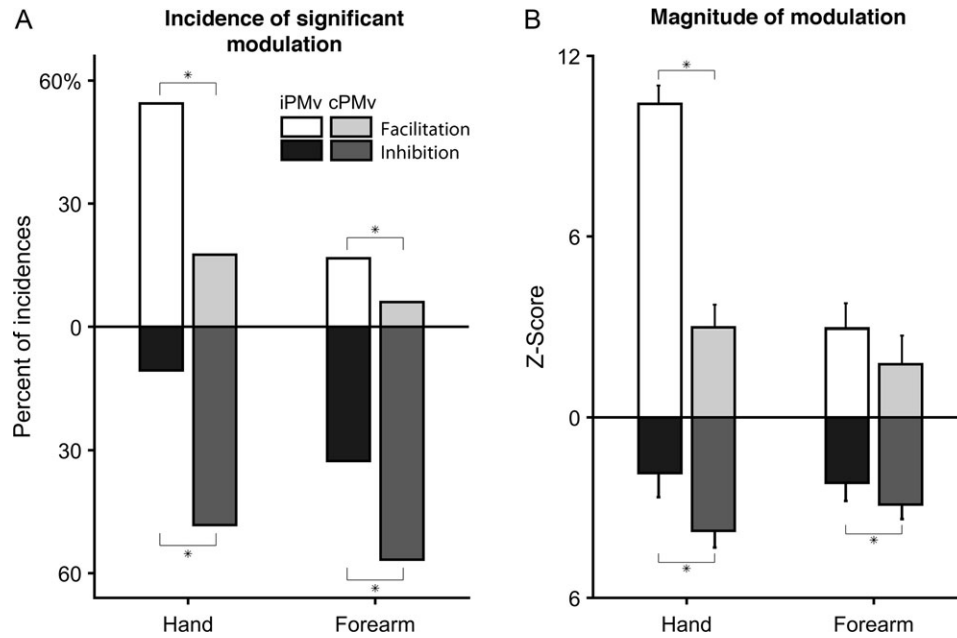 A
Incidence of significant
modulation
60%
30
0
30
60
Percent of incidences
*
*
*
*
iPMv cPMv
Facilitation
Inhibition
Hand
Forearm
B
Magnitude of modulation
12
6
0
6
Z-Score
*
*
*
Hand
Forearm